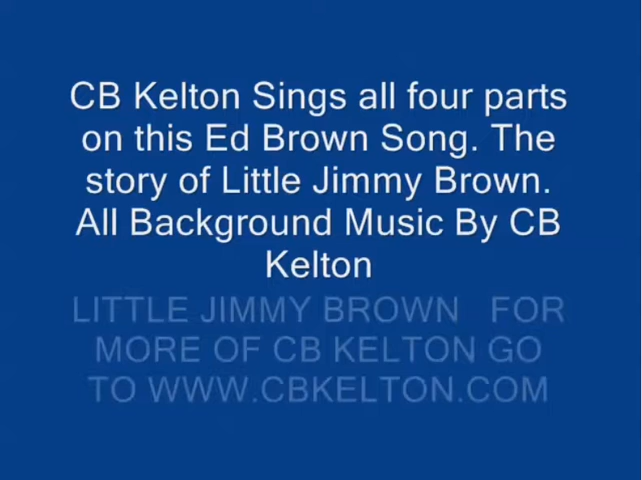 CB Kelton Sings all four parts
on this Ed Brown Song. The
story of Little Jimmy Brown.
All Background Music By CB
Kelton
LITTLE JIMMY BROWN   FOR
MORE OF CB KELTON GO
TO WWW.CBKELTON.COM